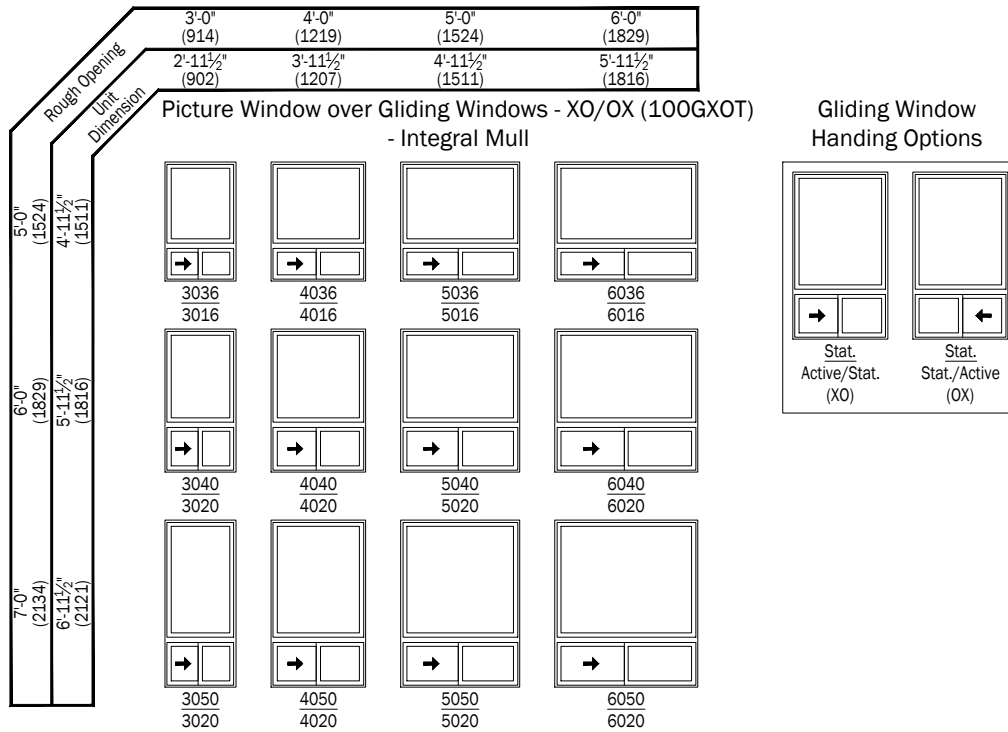 3'-0" 4'-0" 5'-0" 6'-0"
(914) (1219) (1524) (1829)
Rough Opening
2'-11½" 3'-11½" 4'-11½" 5'-11½"
(902) (1207) (1511) (1816)
Unit
Dimension
Picture Window over Gliding Windows - XO/OX (100GXOT)
- Integral Mull
Gliding Window
Handing Options
5'-0"
(1524)
4'-11½"
(1511)
3036 4036 5036 6036
3016 4016 5016 6016
Stat. Stat.
Active/Stat. Stat./Active
(XO) (OX)
6'-0"
(1829)
5'-11½"
(1816)
3040 4040 5040 6040
3020 4020 5020 6020
7'-0"
(2134)
6'-11½"
(2121)
3050 4050 5050 6050
3020 4020 5020 6020